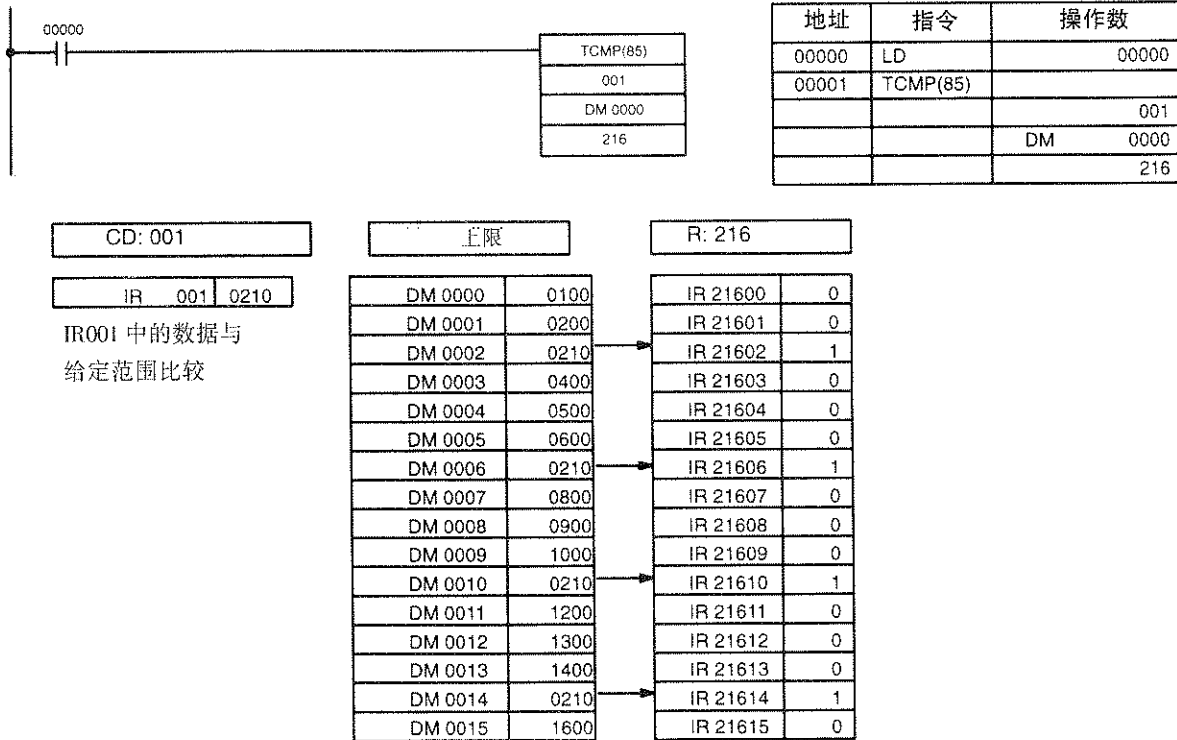 00000
TCMP(85)
001
DM 0000
216
地址 指令 操作数
00000 LD 00000
00001 TCMP(85)
001
DM 0000
216
CD: 001
上限
R: 216
IR 001 0210
IR001 中的数据与
给定范围比较
DM 0000 0100
DM 0001 0200
DM 0002 0210
DM 0003 0400
DM 0004 0500
DM 0005 0600
DM 0006 0210
DM 0007 0800
DM 0008 0900
DM 0009 1000
DM 0010 0210
DM 0011 1200
DM 0012 1300
DM 0013 1400
DM 0014 0210
DM 0015 1600
IR 21600 0
IR 21601 0
IR 21602 1
IR 21603 0
IR 21604 0
IR 21605 0
IR 21606 1
IR 21607 0
IR 21608 0
IR 21609 0
IR 21610 1
IR 21611 0
IR 21612 0
IR 21613 0
IR 21614 1
IR 21615 0